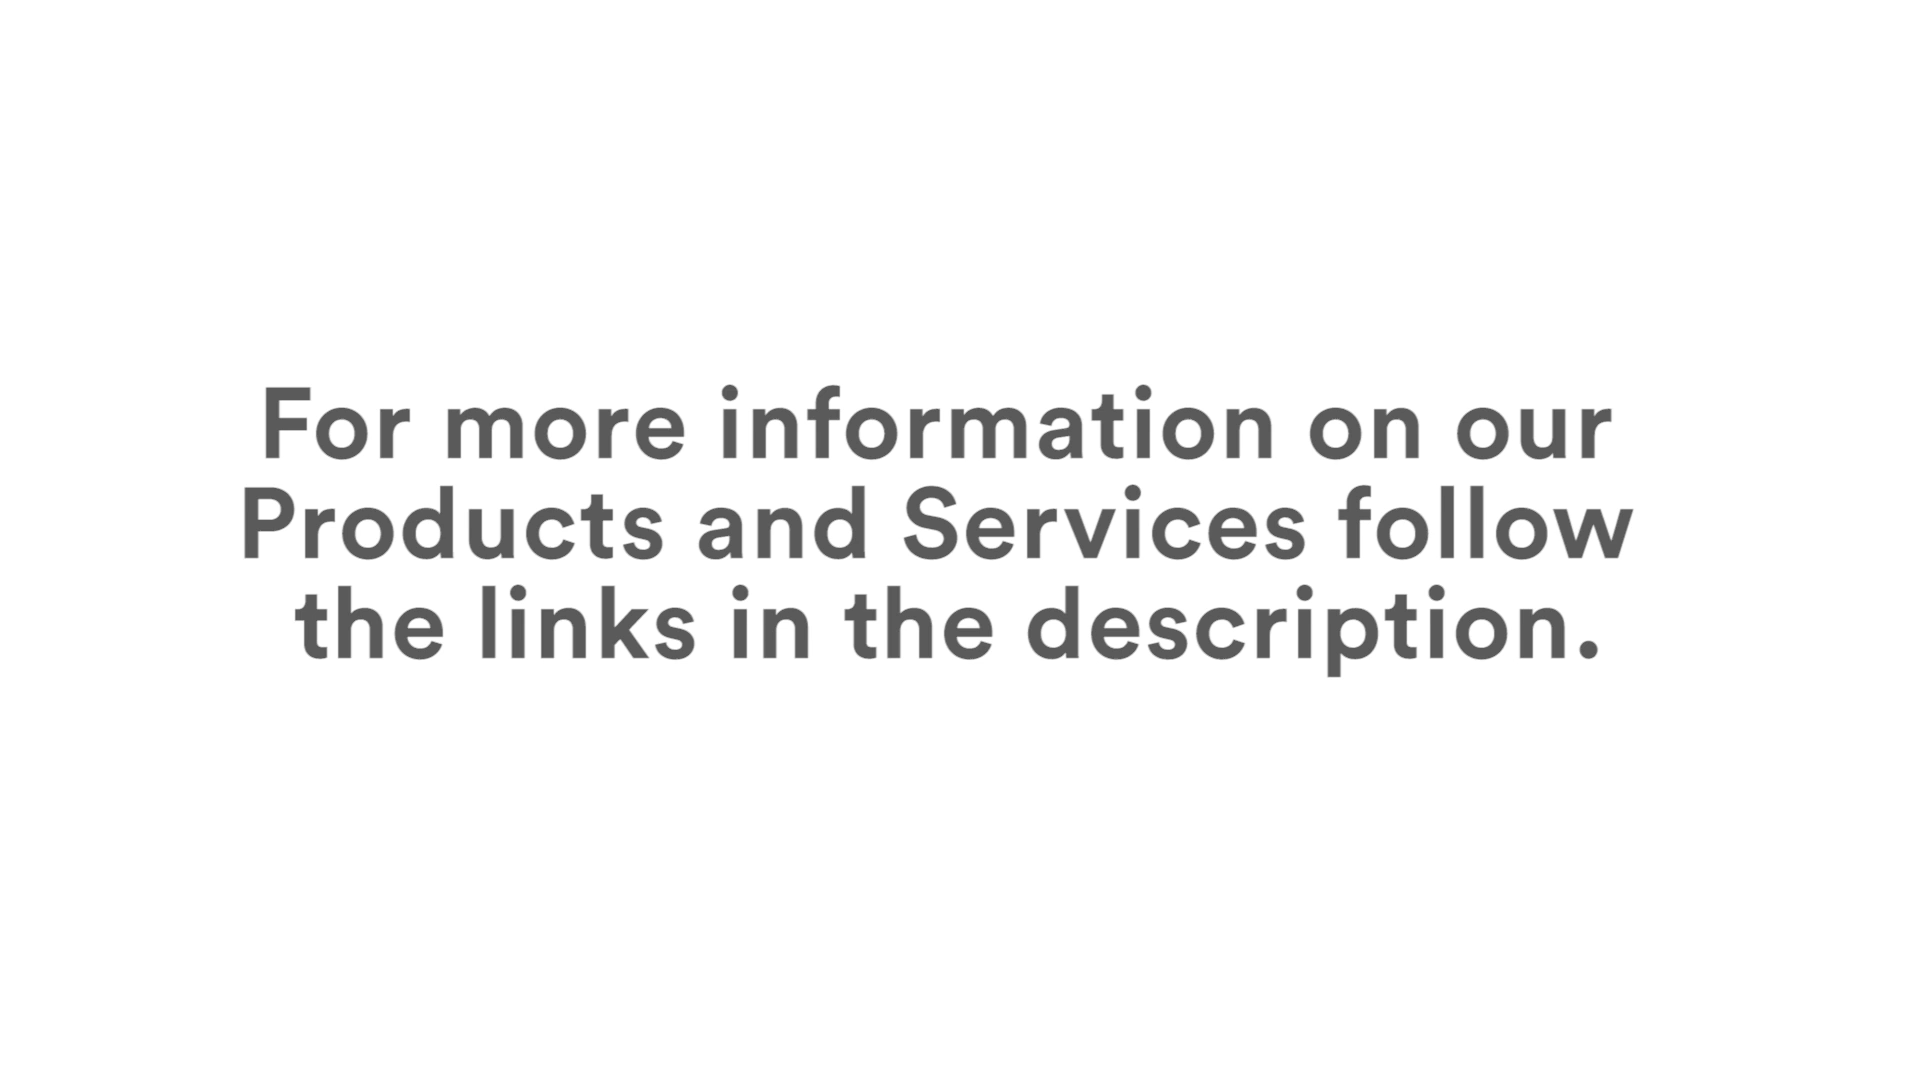 For more information on our
Products and Services follow
the links in the description.